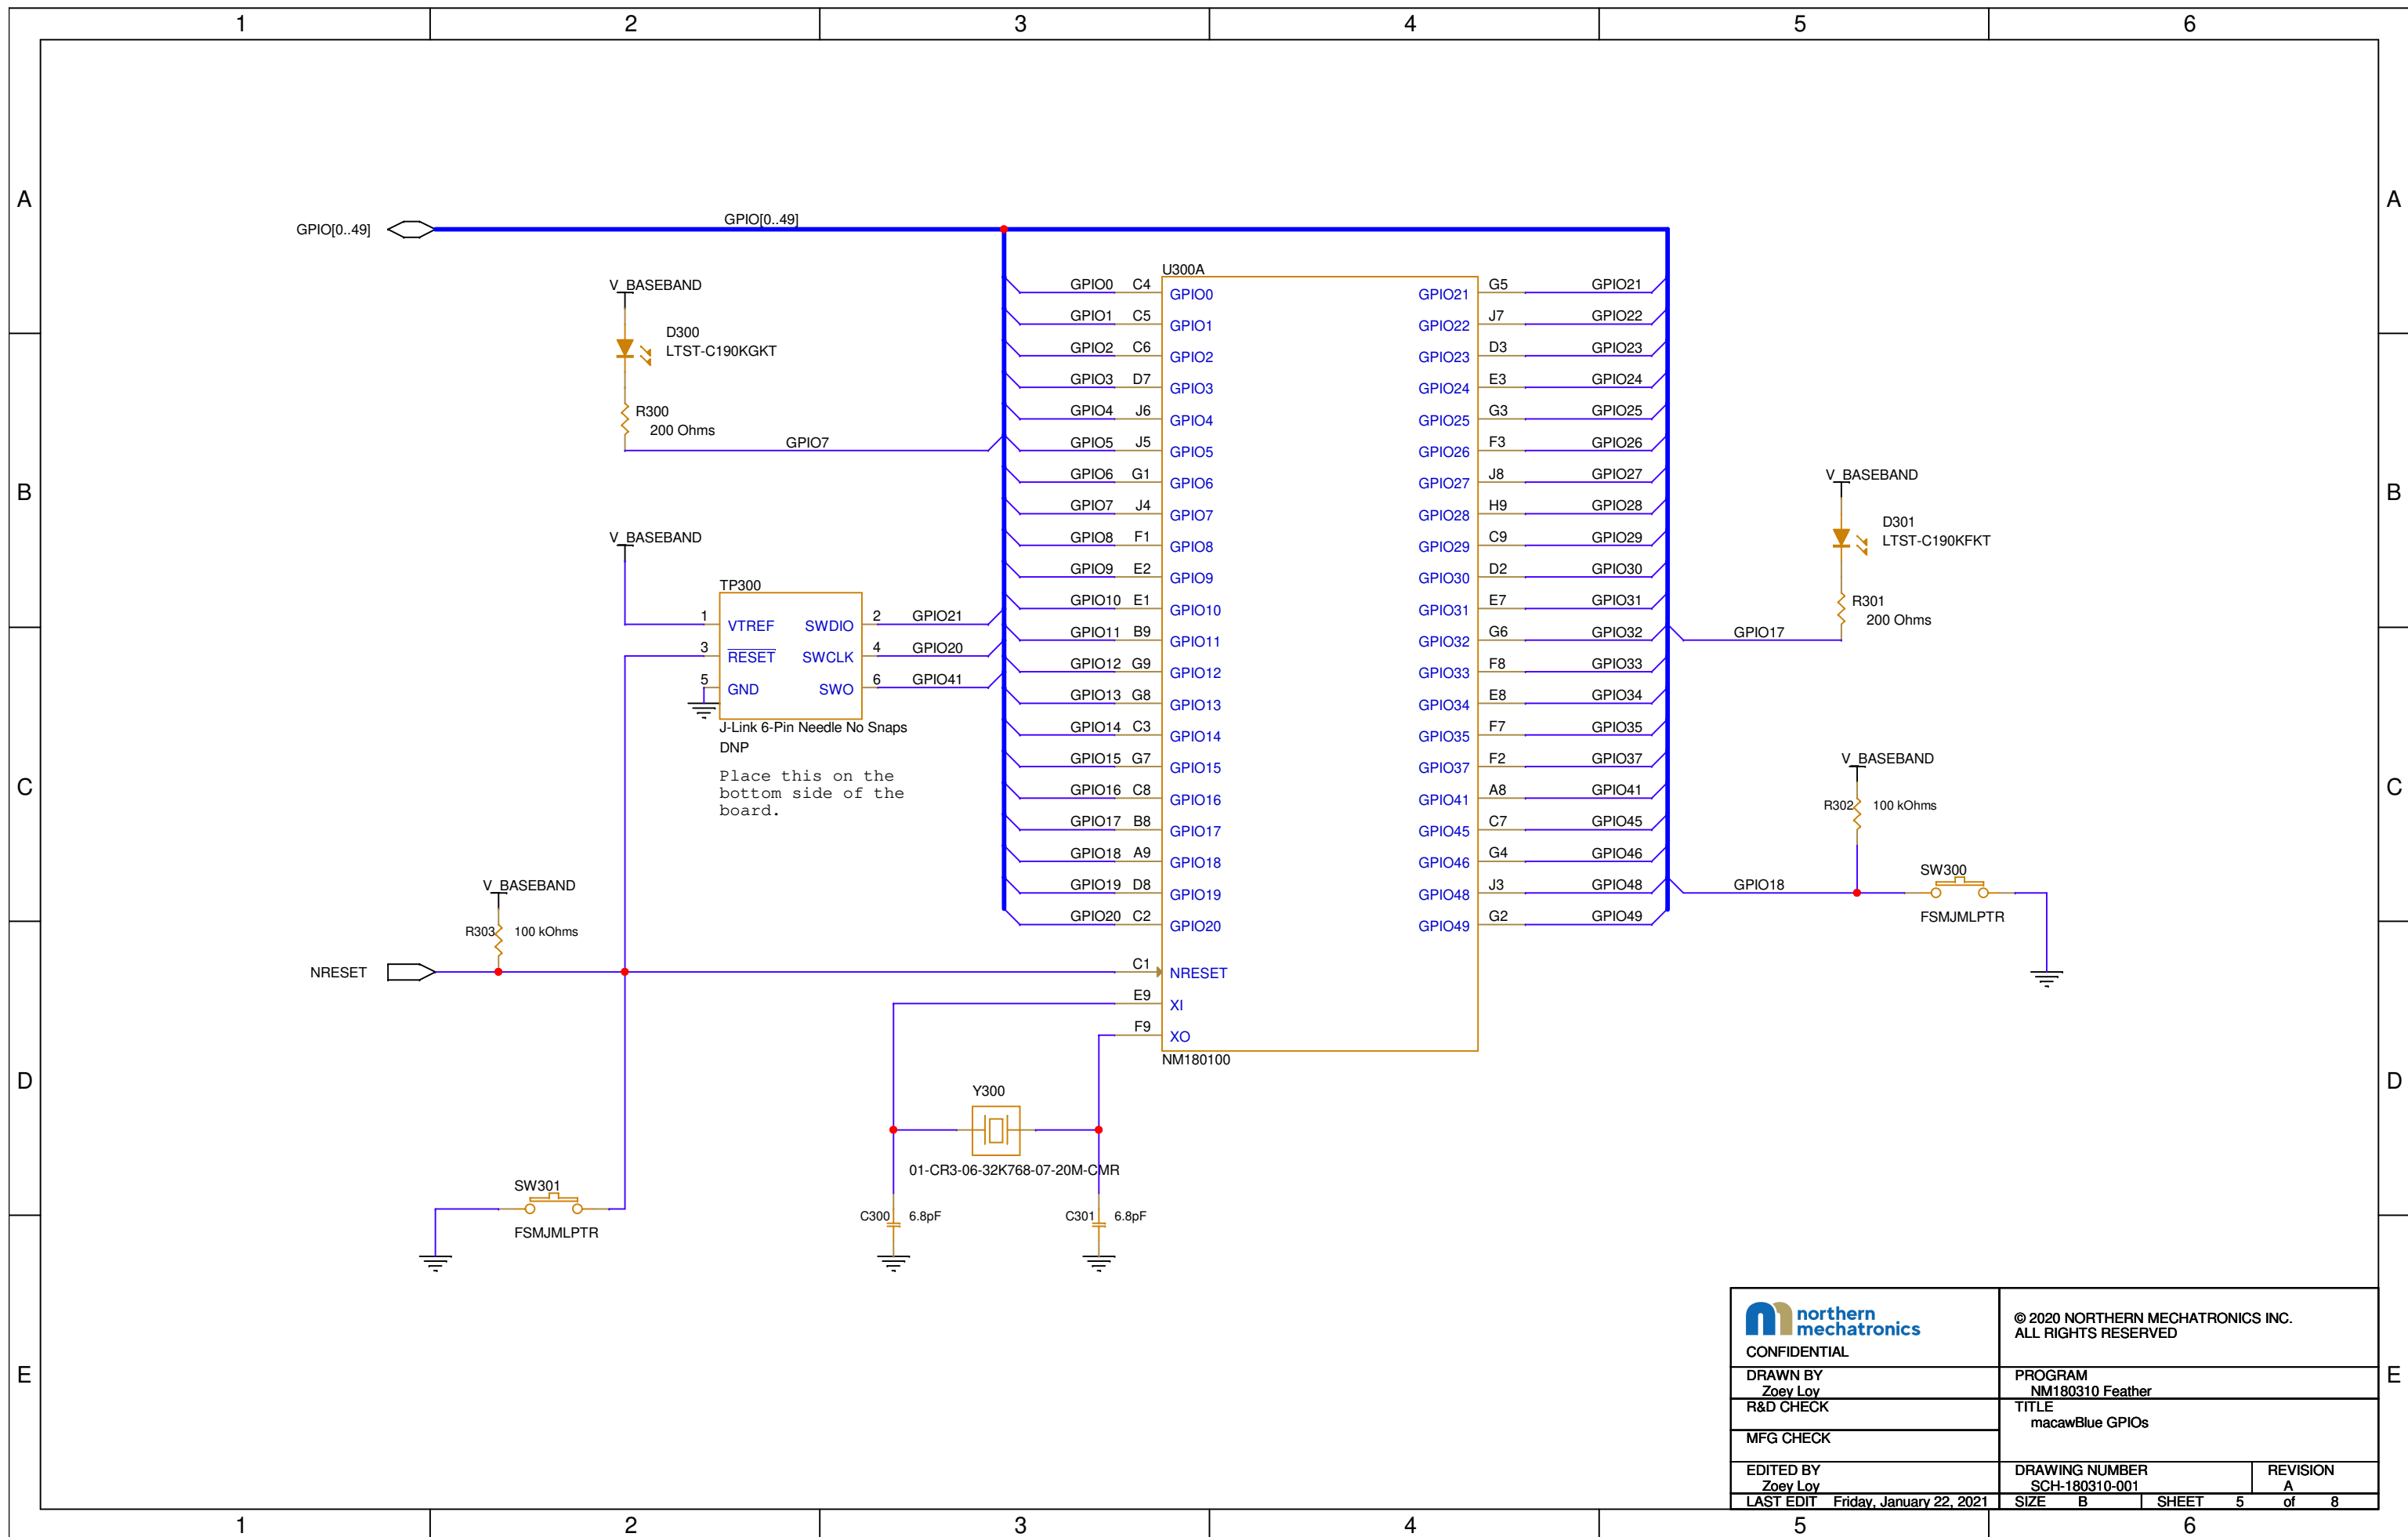 1 2 3 4 5 6
A A
GPIO[0..49] GPIO[0..49]
V_BASEBAND
D300
LTST-C190KGKT
R300
200 Ohms
GPIO7
B B
V_BASEBAND
TP300
1 VTREF SWDIO 2 GPIO21
3 RESET SWCLK 4 GPIO20
5 GND SWO 6 GPIO41
J-Link 6-Pin Needle No Snaps
DNP
Place this on the
bottom side of the
board.
C C
V_BASEBAND
R303 100 kOhms
NRESET
U300A
GPIO0 C4 GPIO0 GPIO21 G5 GPIO21
GPIO1 C5 GPIO1 GPIO22 J7 GPIO22
GPIO2 C6 GPIO2 GPIO23 D3 GPIO23
GPIO3 D7 GPIO3 GPIO24 E3 GPIO24
GPIO4 J6 GPIO4 GPIO25 G3 GPIO25
GPIO5 J5 GPIO5 GPIO26 F3 GPIO26
GPIO6 G1 GPIO6 GPIO27 J8 GPIO27
GPIO7 J4 GPIO7 GPIO28 H9 GPIO28
GPIO8 F1 GPIO8 GPIO29 C9 GPIO29
GPIO9 E2 GPIO9 GPIO30 D2 GPIO30
GPIO10 E1 GPIO10 GPIO31 E7 GPIO31
GPIO11 B9 GPIO11 GPIO32 G6 GPIO32
GPIO12 G9 GPIO12 GPIO33 F8 GPIO33
GPIO13 G8 GPIO13 GPIO34 E8 GPIO34
GPIO14 C3 GPIO14 GPIO35 F7 GPIO35
GPIO15 G7 GPIO15 GPIO37 F2 GPIO37
GPIO16 C8 GPIO16 GPIO41 A8 GPIO41
GPIO17 B8 GPIO17 GPIO45 C7 GPIO45
GPIO18 A9 GPIO18 GPIO46 G4 GPIO46
GPIO19 D8 GPIO19 GPIO48 J3 GPIO48
GPIO20 C2 GPIO20 GPIO49 G2 GPIO49
C1 NRESET
E9 XI
F9 XO
NM180100
V_BASEBAND
D301
LTST-C190KFKT
R301
200 Ohms
GPIO17
V_BASEBAND
R302 100 kOhms
GPIO18
SW300
FSMJMLPTR
D D
Y300
01-CR3-06-32K768-07-20M-CMR
SW301
FSMJMLPTR
C300 6.8pF
C301 6.8pF
E E
northern
mechatronics
CONFIDENTIAL
© 2020 NORTHERN MECHATRONICS INC.
ALL RIGHTS RESERVED
DRAWN BY
Zoey Loy
PROGRAM
NM180310 Feather
R&D CHECK
TITLE
macawBlue GPIOs
MFG CHECK
EDITED BY
Zoey Loy
DRAWING NUMBER
SCH-180310-001
REVISION
A
LAST EDIT Friday, January 22, 2021
SIZE B SHEET 5 of 8
1 2 3 4 5 6